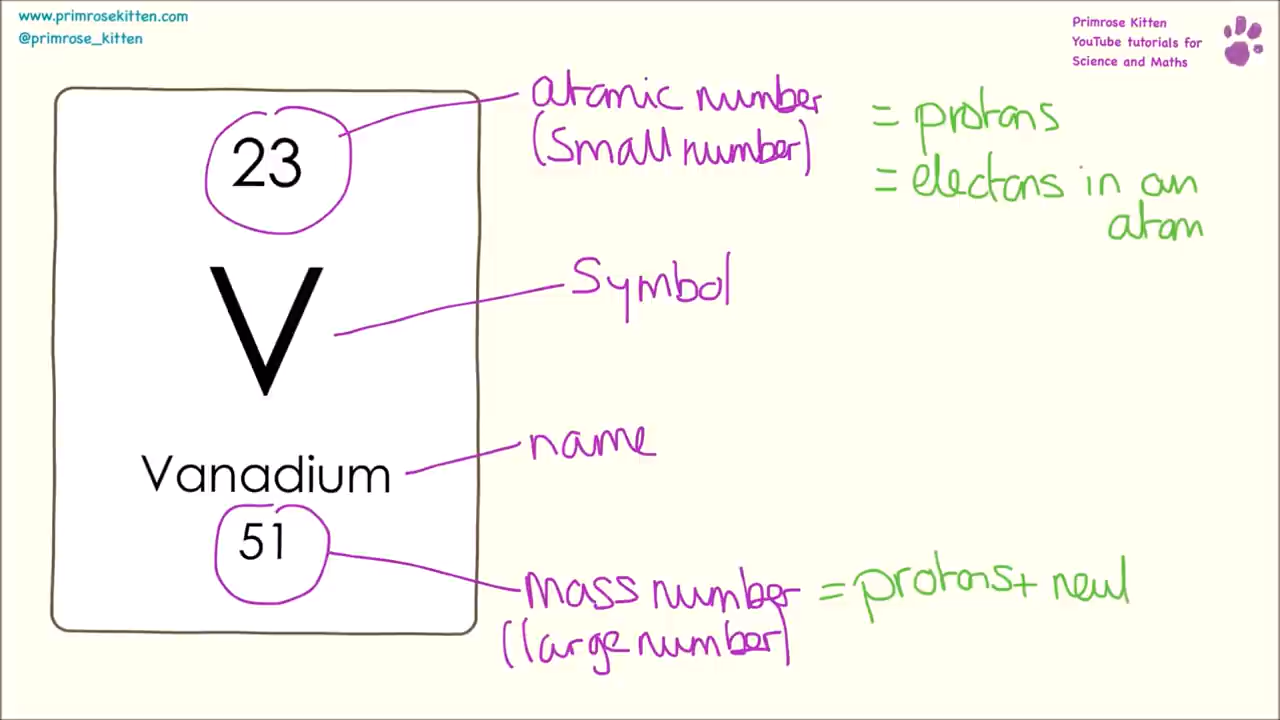 www.primrosekitten.com
@primrose_kitten
Primrose Kitten
YouTube tutorials for
Science and Maths
23
atomic number
(small number)
= protons
= electons in an
atom
V
Symbol
Vanadium
name
51
mass number = protons + neut
(large number)